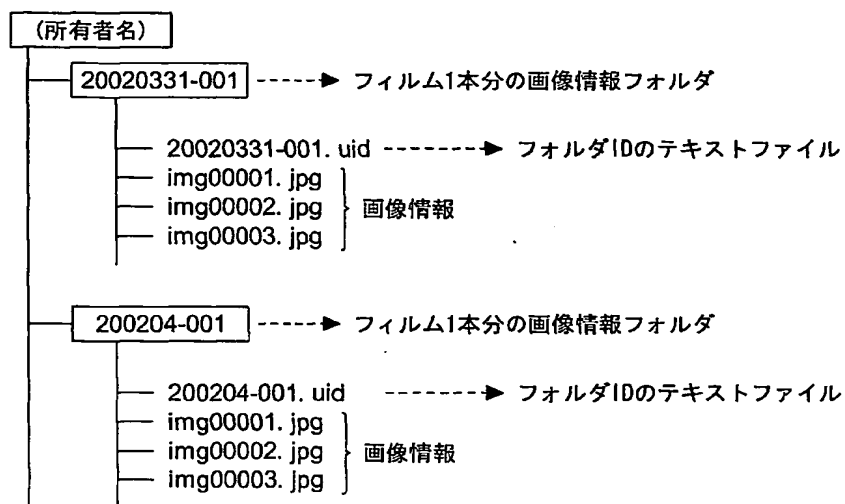 (所有者名)
20020331-001 フィルム1本分の画像情報フォルダ
20020331-001. uid フォルダIDのテキストファイル
img00001. jpg
img00002. jpg 画像情報
img00003. jpg
200204-001 フィルム1本分の画像情報フォルダ
200204-001. uid フォルダIDのテキストファイル
img00001. jpg
img00002. jpg 画像情報
img00003. jpg